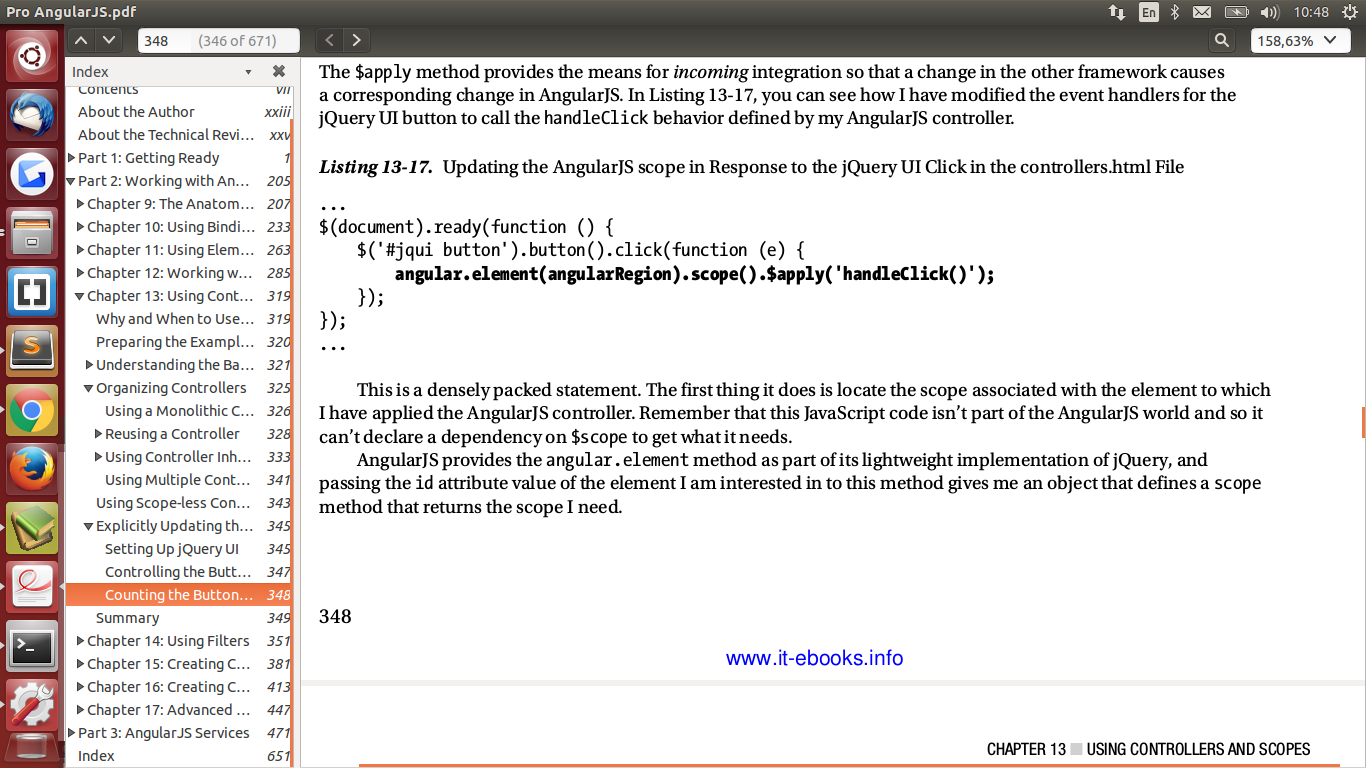 Pro AngularJS.pdf
En
10:48
348 (346 of 671)
158,63%
Index
Contents vii
About the Author xxiii
About the Technical Revi... xxv
Part 1: Getting Ready 1
Part 2: Working with An... 205
Chapter 9: The Anatom... 207
Chapter 10: Using Bindi... 233
Chapter 11: Using Elem... 263
Chapter 12: Working w... 285
Chapter 13: Using Cont... 319
Why and When to Use... 319
Preparing the Exampl... 320
Understanding the Ba... 321
Organizing Controllers 325
Using a Monolithic C... 326
Reusing a Controller 328
Using Controller Inh... 333
Using Multiple Cont... 341
Using Scope-less Con... 343
Explicitly Updating th... 345
Setting Up jQuery UI 345
Controlling the Butt... 347
Counting the Button... 348
Summary 349
Chapter 14: Using Filters 351
Chapter 15: Creating C... 381
Chapter 16: Creating C... 413
Chapter 17: Advanced ... 447
Part 3: AngularJS Services 471
Index 651
The $apply method provides the means for incoming integration so that a change in the other framework causes
a corresponding change in AngularJS. In Listing 13-17, you can see how I have modified the event handlers for the
jQuery UI button to call the handleClick behavior defined by my AngularJS controller.
Listing 13-17. Updating the AngularJS scope in Response to the jQuery UI Click in the controllers.html File
...
$(document).ready(function () {
$('#jqui button').button().click(function (e) {
angular.element(angularRegion).scope().$apply('handleClick()');
});
});
...
This is a densely packed statement. The first thing it does is locate the scope associated with the element to which
I have applied the AngularJS controller. Remember that this JavaScript code isn't part of the AngularJS world and so it
can't declare a dependency on $scope to get what it needs.
AngularJS provides the angular.element method as part of its lightweight implementation of jQuery, and
passing the id attribute value of the element I am interested in to this method gives me an object that defines a scope
method that returns the scope I need.
348
www.it-ebooks.info
CHAPTER 13 ■ USING CONTROLLERS AND SCOPES